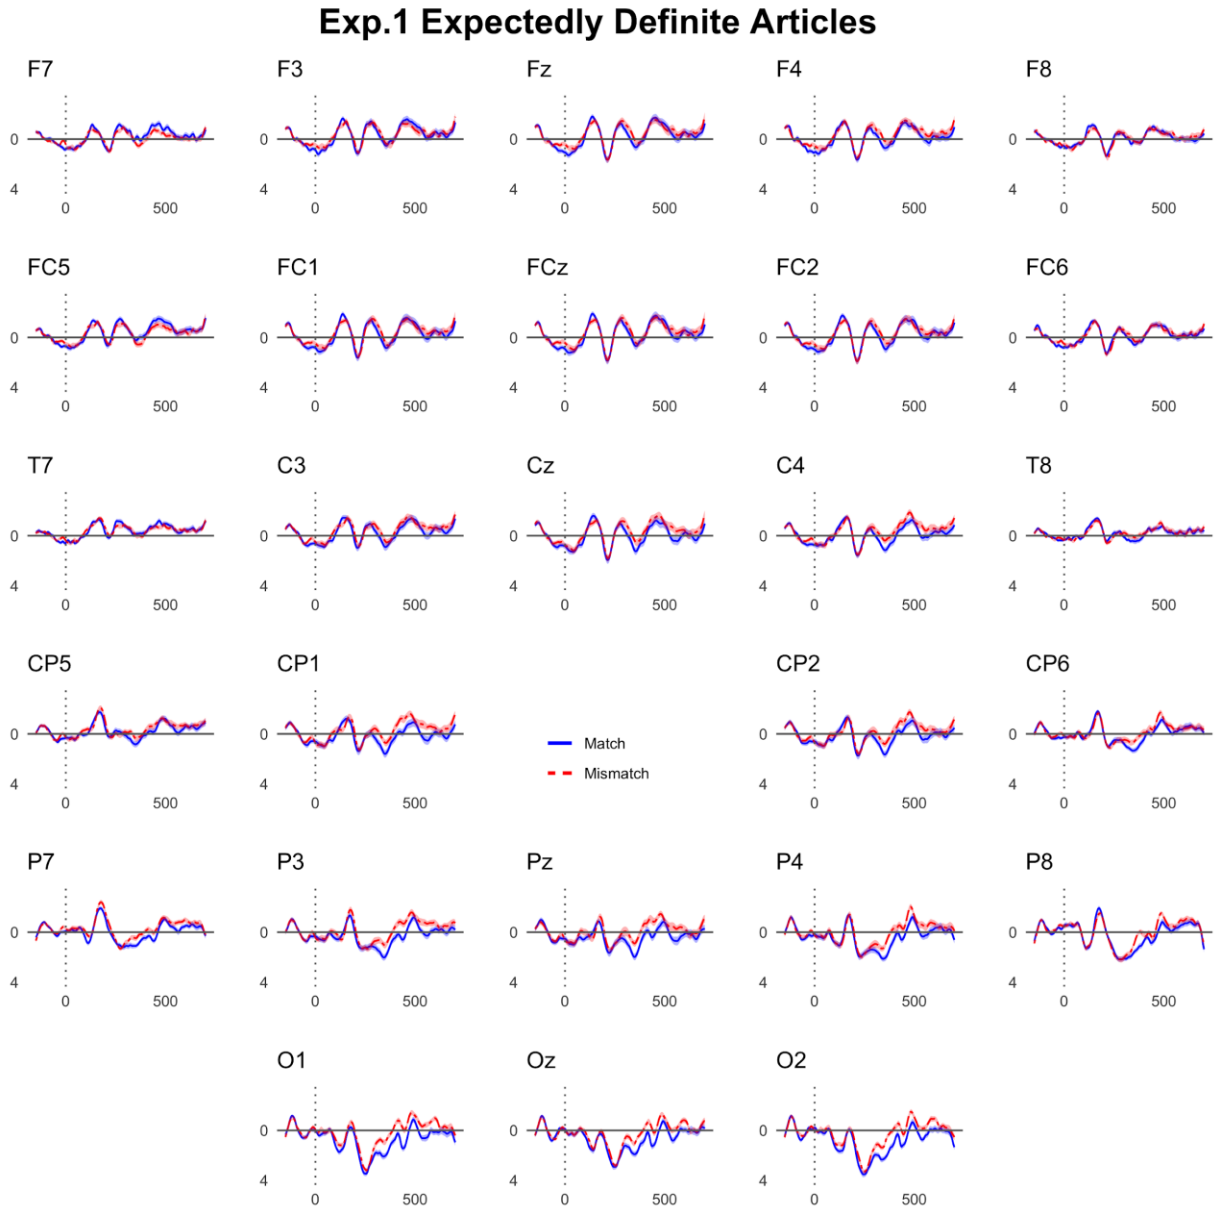 Exp.1 Expectedly Definite Articles
F7 F3 Fz F4 F8
0 0 0 0 0
4 4 4 4 4
0 500 0 500 0 500 0 500 0 500
FC5 FC1 FCz FC2 FC6
0 0 0 0 0
4 4 4 4 4
0 500 0 500 0 500 0 500 0 500
T7 C3 Cz C4 T8
0 0 0 0 0
4 4 4 4 4
0 500 0 500 0 500 0 500 0 500
CP5 CP1 CP2 CP6
0 0 0 0
Match
Mismatch
4 4 4 4
0 500 0 500 0 500 0 500
P7 P3 Pz P4 P8
0 0 0 0 0
4 4 4 4 4
0 500 0 500 0 500 0 500 0 500
O1 Oz O2
0 0 0
4 4 4
0 500 0 500 0 500